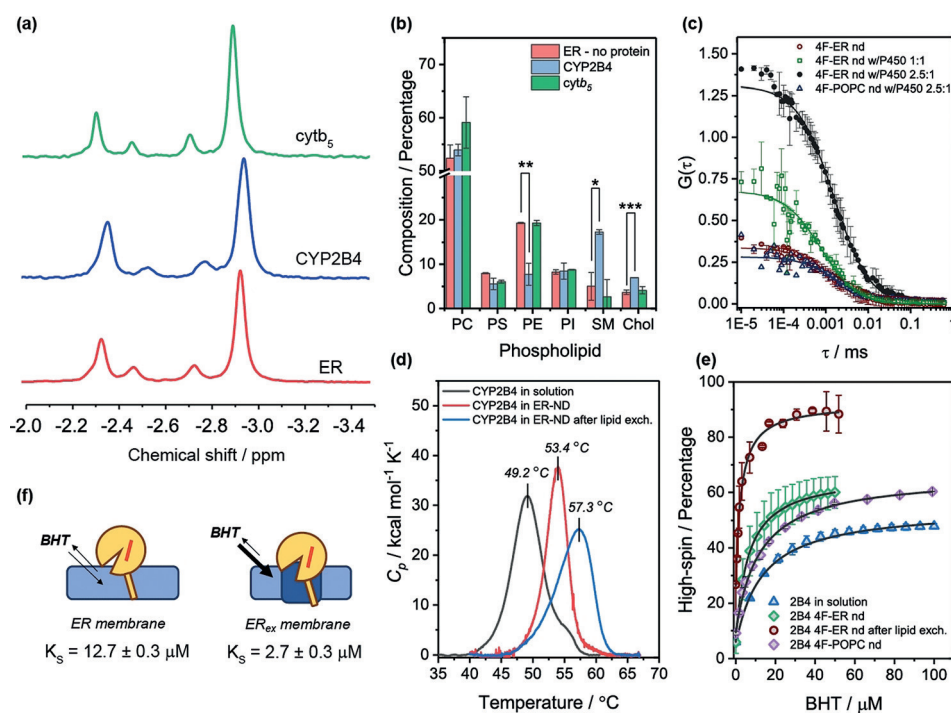 (a)
cytb5
CYP2B4
ER
-2.0 -2.2 -2.4 -2.6 -2.8 -3.0 -3.2 -3.4
Chemical shift / ppm
(b)
ER - no protein
CYP2B4
cytb5
Composition / Percentage
60
50
20
10
0
**
*
***
PC PS PE PI SM Chol
Phospholipid
(c)
4F-ER nd
4F-ER nd w/P450 1:1
4F-ER nd w/P450 2.5:1
4F-POPC nd w/P450 2.5:1
G(τ)
1.50
1.25
1.00
0.75
0.50
0.25
0.00
1E-5 1E-4 0.001 0.01 0.1 1
τ / ms
(d)
CYP2B4 in solution
CYP2B4 in ER-ND
CYP2B4 in ER-ND after lipid exch.
49.2 °C
53.4 °C
57.3 °C
Cp / kcal mol-1 K-1
50
40
30
20
10
0
35 40 45 50 55 60 65 70
Temperature / °C
(e)
High-spin / Percentage
100
80
60
40
20
0
2B4 in solution
2B4 4F-ER nd
2B4 4F-ER nd after lipid exch.
2B4 4F-POPC nd
0 20 40 60 80 100
BHT / μM
(f)
BHT
ER membrane
KS = 12.7 ± 0.3 μM
BHT
ERex membrane
KS = 2.7 ± 0.3 μM